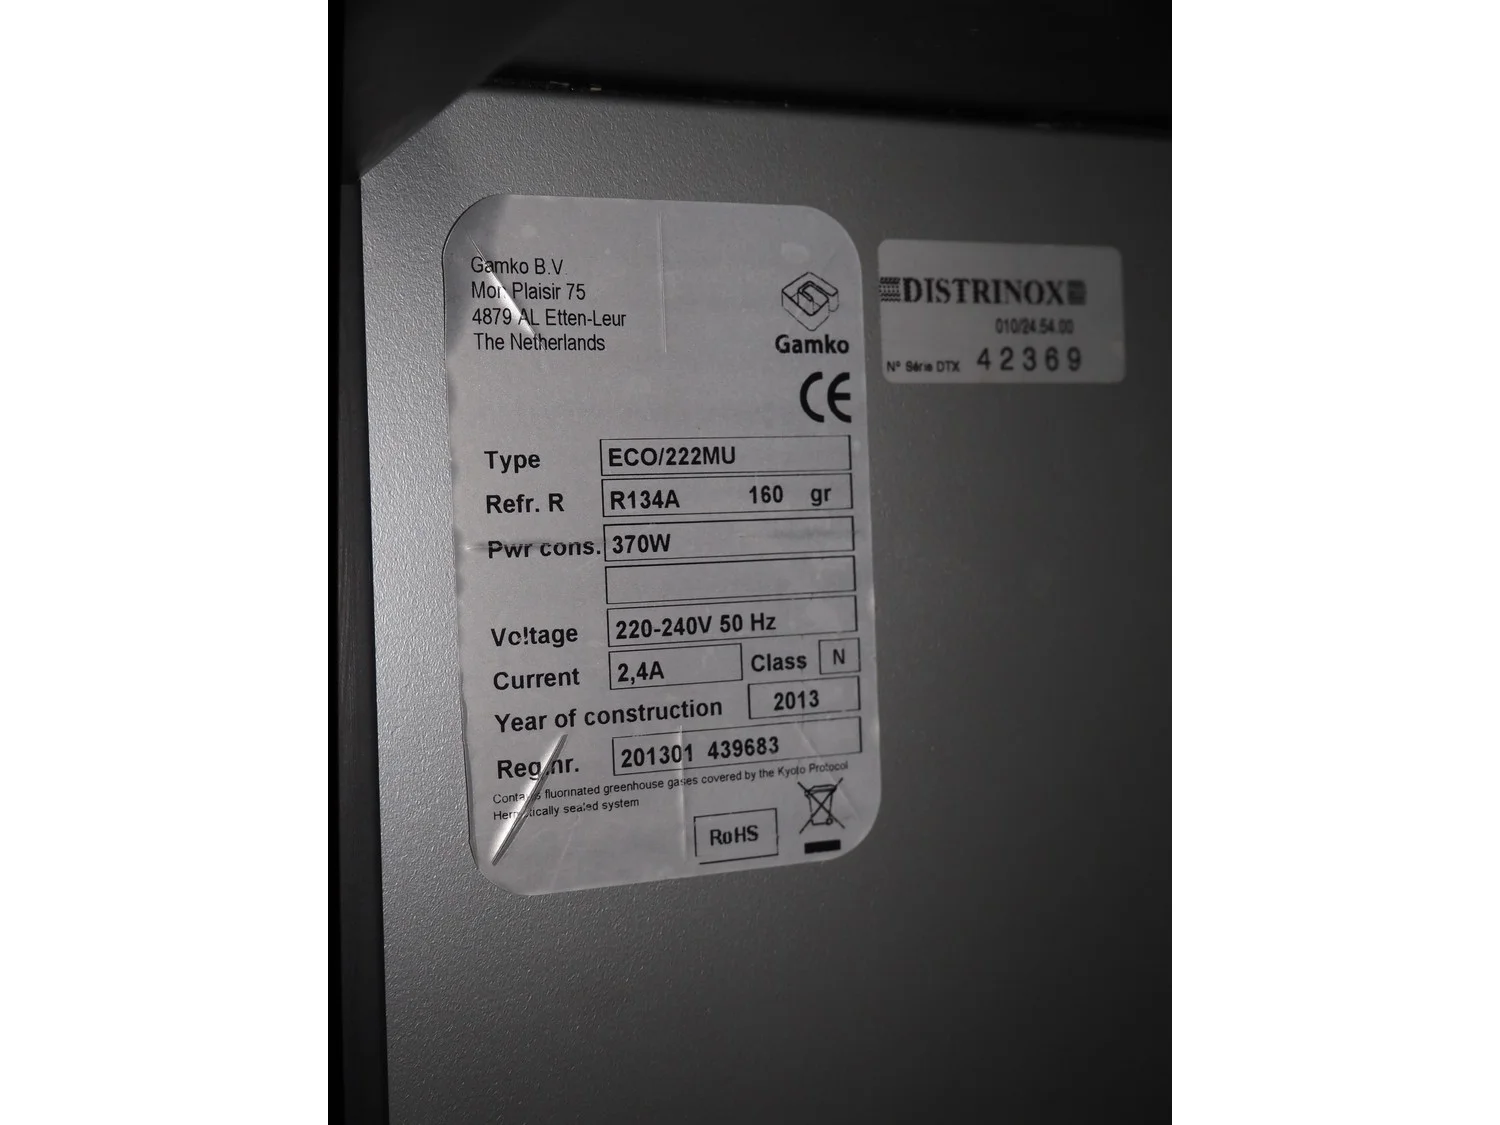 Gamko B.V.
Mon Plaisir 75
4879 AL Etten-Leur
The Netherlands
Gamko
CE
Type ECO/222MU
Refr. R R134A 160 gr
Pwr cons. 370W
Voltage 220-240V 50 Hz
Current 2,4A Class N
Year of construction 2013
Reg.nr. 201301 439683
Contains fluorinated greenhouse gases covered by the Kyoto Protocol
Hermetically sealed system
RoHS
DISTRINOX
010/24.54.00
N° Série DTX 42369